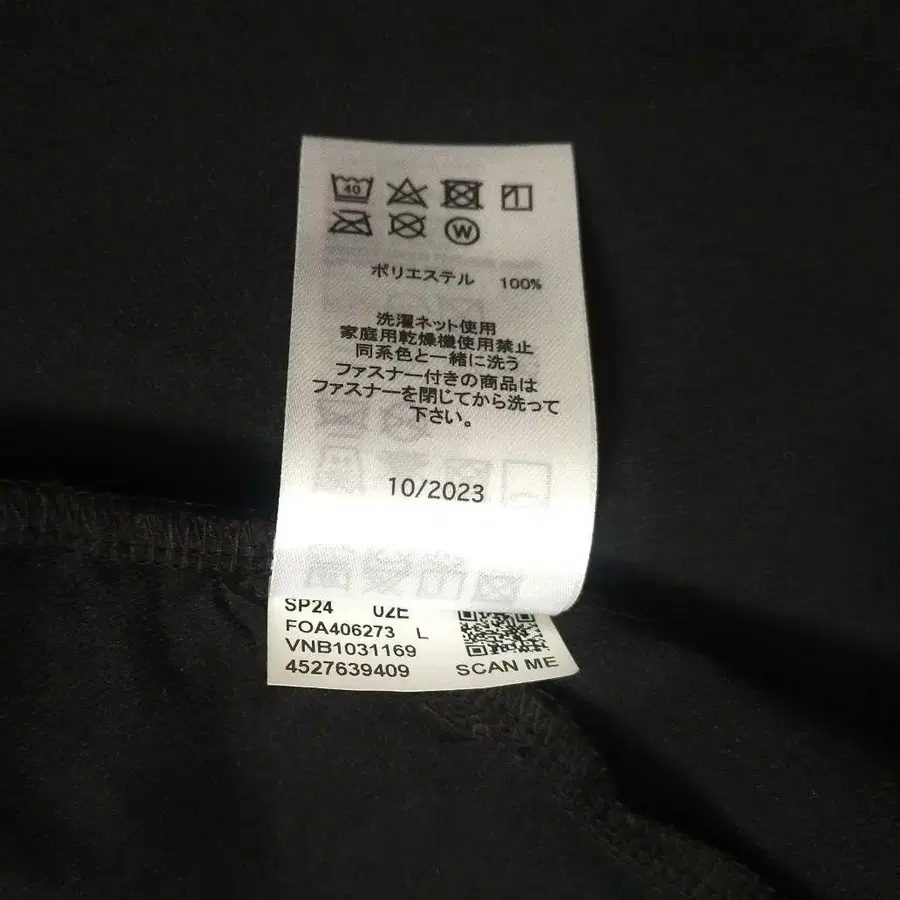 40
W
ポリエステル 100%
洗濯ネット使用
家庭用乾燥機使用禁止
同系色と一緒に洗う
ファスナー付きの商品は
ファスナーを閉じてから洗って
下さい。
10/2023
SP24 02E
FOA406273 L
VNB1031169
4527639409
SCAN ME